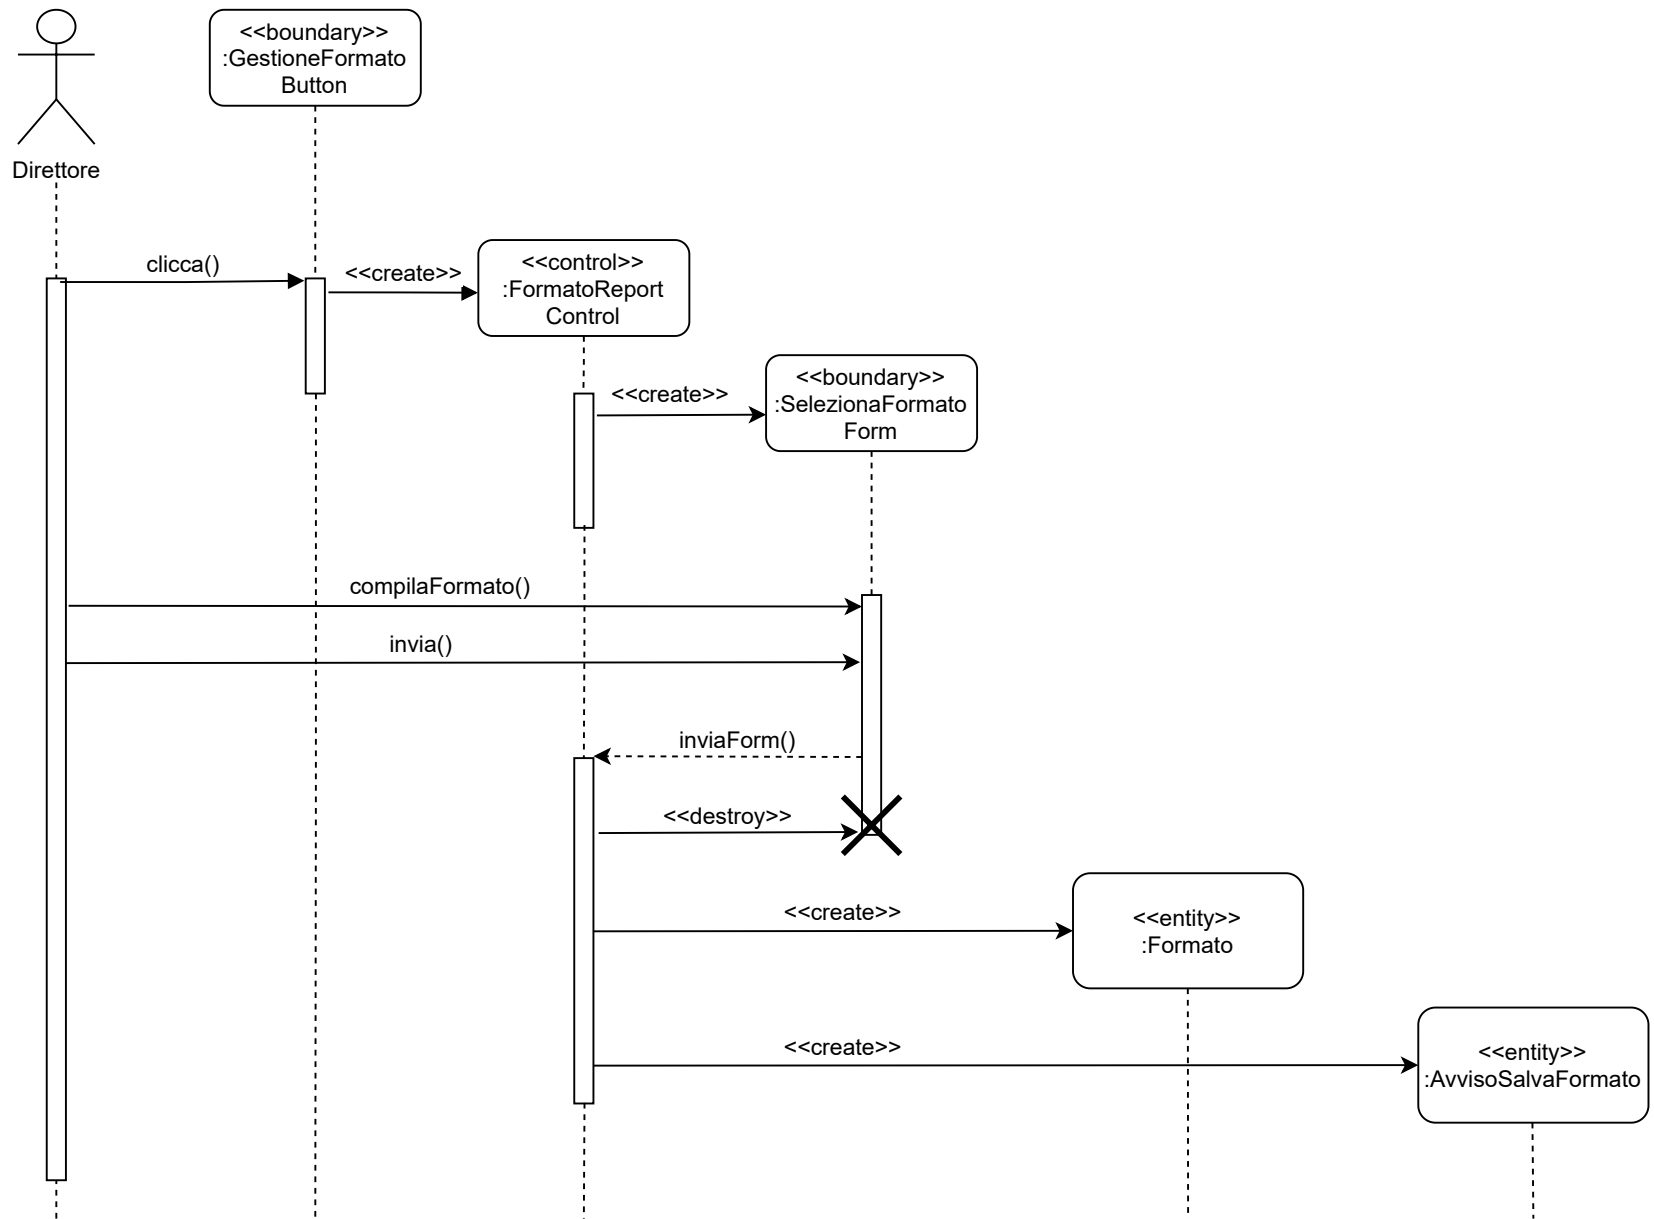 <<boundary>>
:GestioneFormato
Button
Direttore
clicca()
<<create>>
<<control>>
:FormatoReport
Control
<<create>>
<<boundary>>
:SelezionaFormato
Form
compilaFormato()
invia()
inviaForm()
<<destroy>>
<<create>>
<<entity>>
:Formato
<<create>>
<<entity>>
:AvvisoSalvaFormato